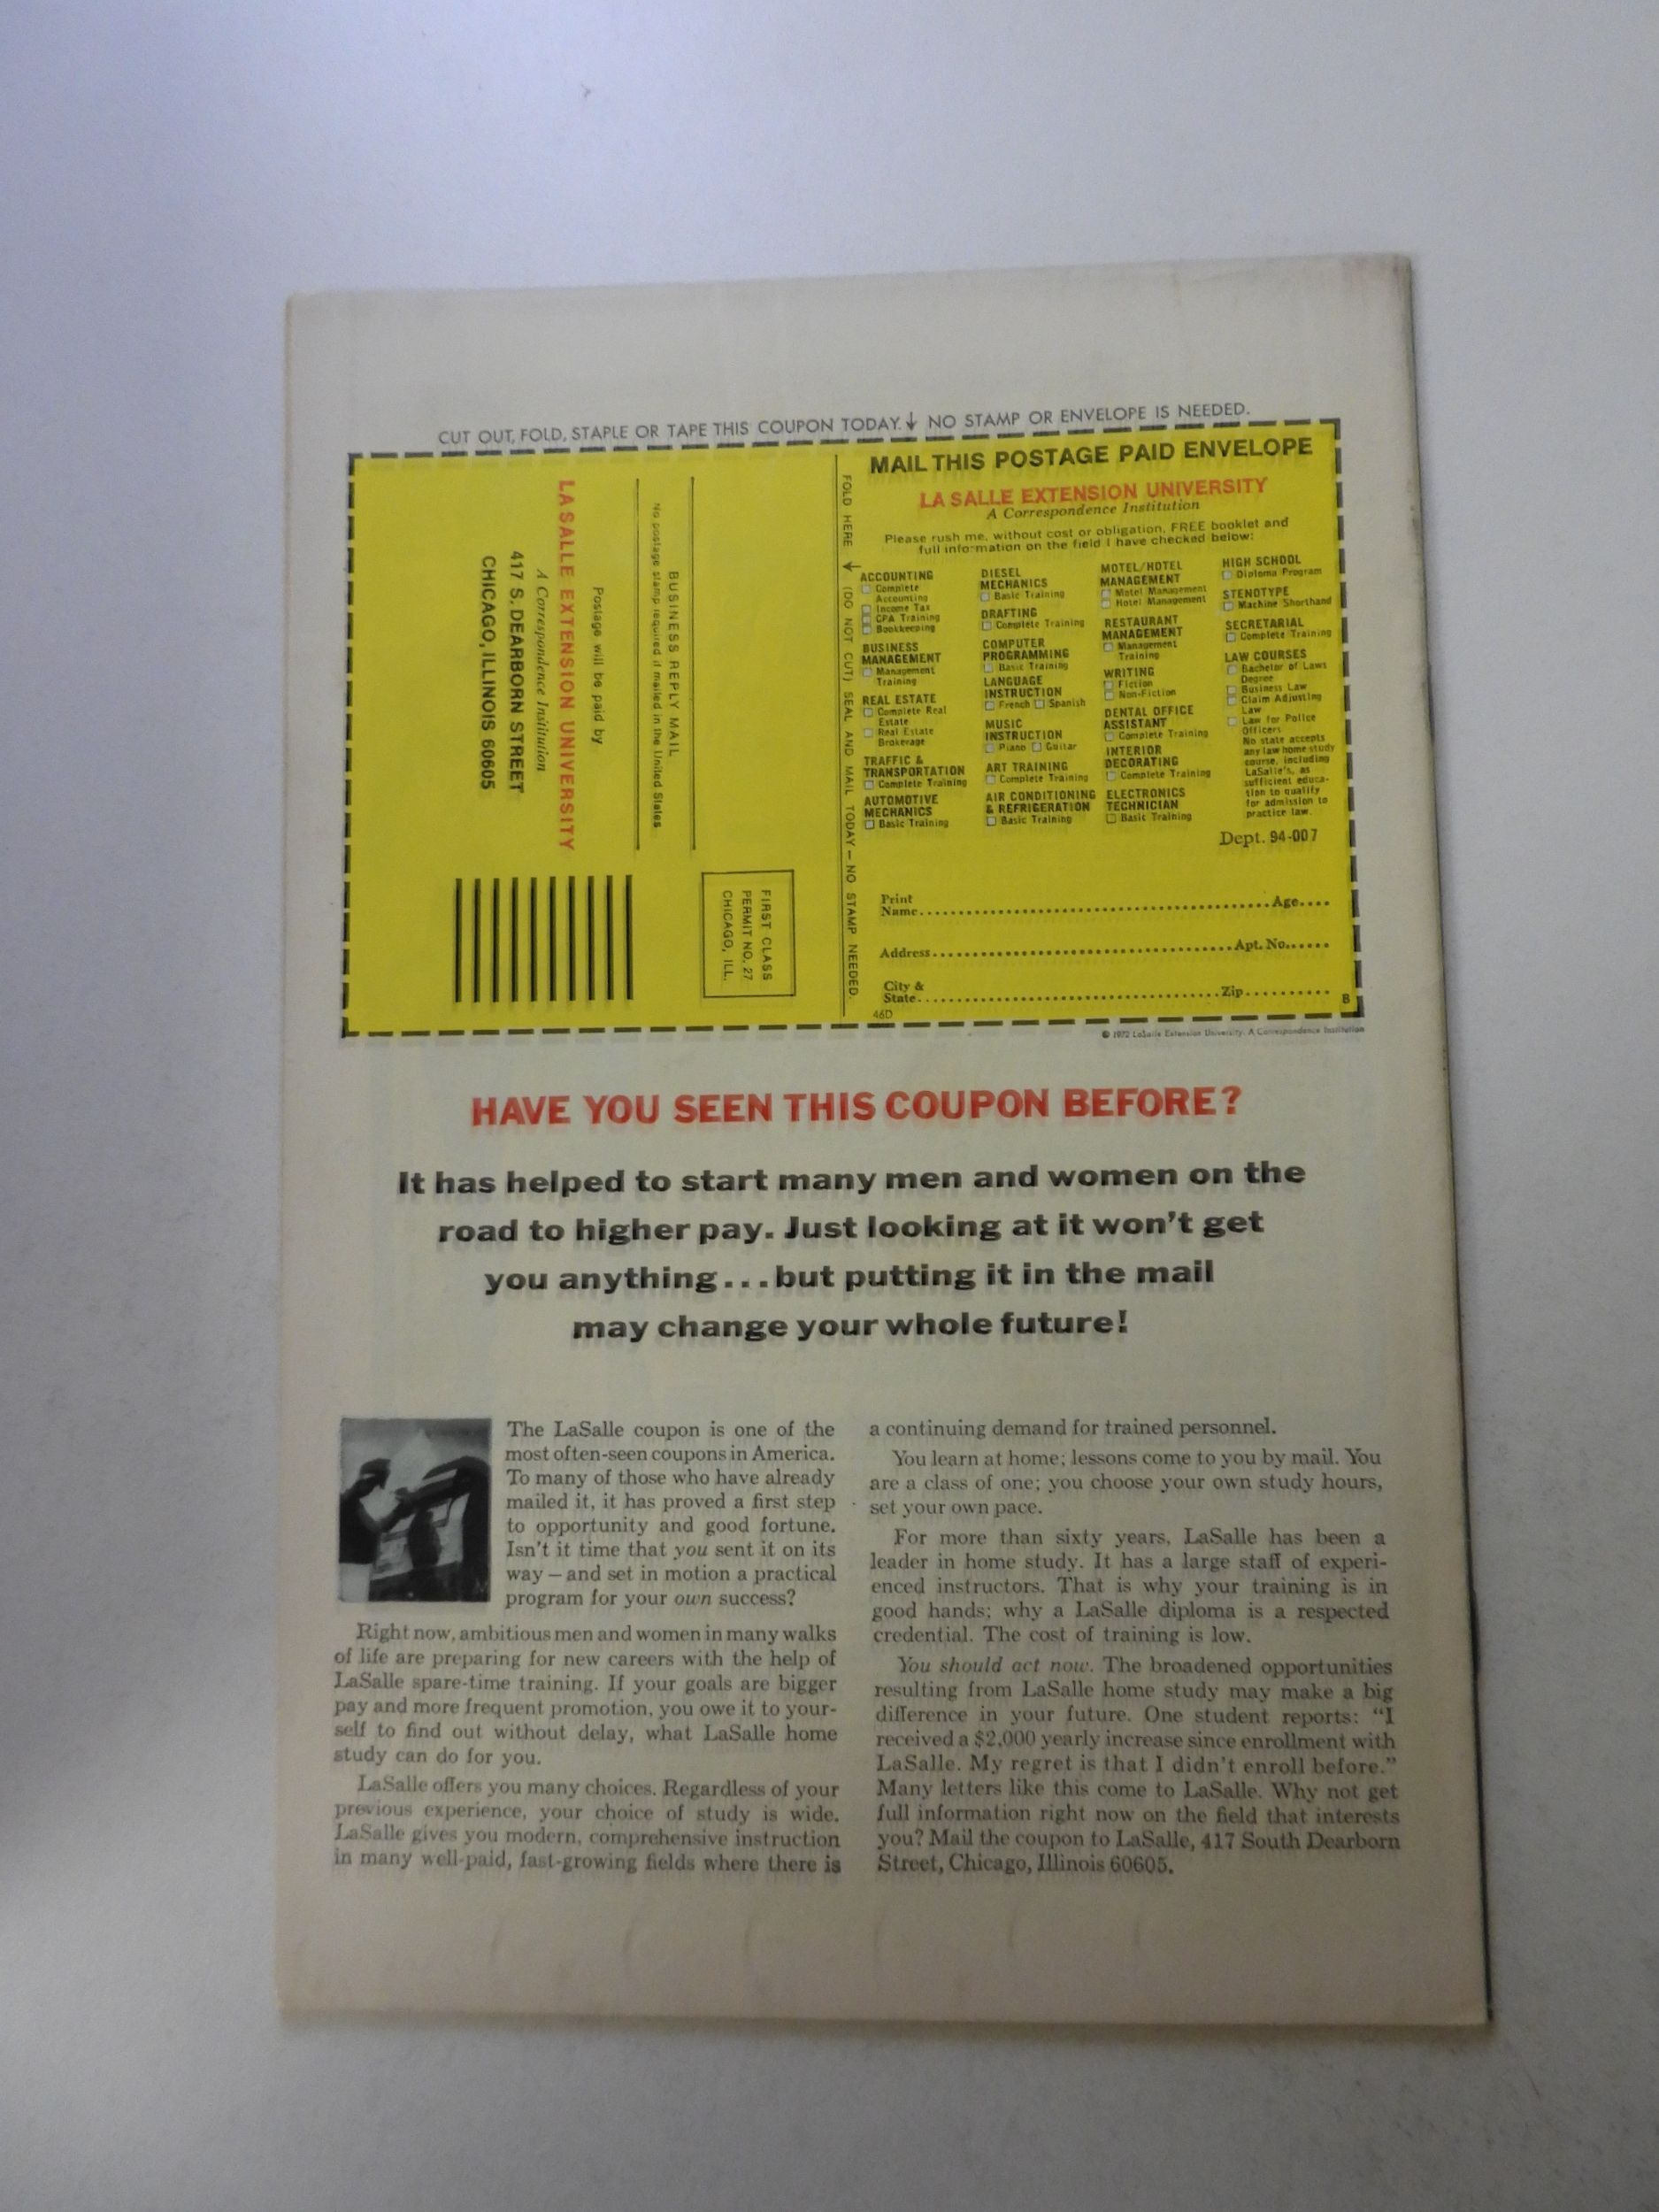 CUT OUT, FOLD, STAPLE OR TAPE THIS COUPON TODAY. ↓ NO STAMP OR ENVELOPE IS NEEDED.
FIRST CLASS
PERMIT NO. 27
CHICAGO, ILL.
BUSINESS REPLY MAIL
No postage stamp required if mailed in the United States
Postage will be paid by
LASALLE EXTENSION UNIVERSITY
A Correspondence Institution
417 S. DEARBORN STREET
CHICAGO, ILLINOIS 60605
FOLD HERE (DO NOT CUT) SEAL AND MAIL TODAY — NO STAMP NEEDED.
MAIL THIS POSTAGE PAID ENVELOPE
LA SALLE EXTENSION UNIVERSITY
A Correspondence Institution
Please rush me, without cost or obligation, FREE booklet and
full information on the field I have checked below:
ACCOUNTING
Complete
Accounting
Income Tax
CPA Training
Bookkeeping
BUSINESS
MANAGEMENT
Management
Training
REAL ESTATE
Complete Real
Estate
Real Estate
Brokerage
TRAFFIC &
TRANSPORTATION
Complete Training
AUTOMOTIVE
MECHANICS
Basic Training
DIESEL
MECHANICS
Basic Training
DRAFTING
Complete Training
COMPUTER
PROGRAMMING
Basic Training
LANGUAGE
INSTRUCTION
French Spanish
MUSIC
INSTRUCTION
Piano Guitar
ART TRAINING
Complete Training
AIR CONDITIONING
& REFRIGERATION
Basic Training
MOTEL/HOTEL
MANAGEMENT
Motel Management
Hotel Management
RESTAURANT
MANAGEMENT
Management
Training
WRITING
Fiction
Non-Fiction
DENTAL OFFICE
ASSISTANT
Complete Training
INTERIOR
DECORATING
Complete Training
ELECTRONICS
TECHNICIAN
Basic Training
HIGH SCHOOL
Diploma Program
STENOTYPE
Machine Shorthand
SECRETARIAL
Complete Training
LAW COURSES
Bachelor of Laws
Degree
Business Law
Claim Adjusting
Law
Law for Police
Officers
No state accepts
any law home study
course, including
LaSalle's, as
sufficient educa-
tion to qualify
for admission to
practice law.
Dept. 94-007
Print
Name Age
Address Apt. No.
City &
State Zip
46D B
© 1972 LaSalle Extension University. A Correspondence Institution
HAVE YOU SEEN THIS COUPON BEFORE?
It has helped to start many men and women on the
road to higher pay. Just looking at it won't get
you anything...but putting it in the mail
may change your whole future!
The LaSalle coupon is one of the
most often-seen coupons in America.
To many of those who have already
mailed it, it has proved a first step
to opportunity and good fortune.
Isn't it time that you sent it on its
way — and set in motion a practical
program for your own success?
Right now, ambitious men and women in many walks
of life are preparing for new careers with the help of
LaSalle spare-time training. If your goals are bigger
pay and more frequent promotion, you owe it to your-
self to find out without delay, what LaSalle home
study can do for you.
LaSalle offers you many choices. Regardless of your
previous experience, your choice of study is wide.
LaSalle gives you modern, comprehensive instruction
in many well-paid, fast-growing fields where there is
a continuing demand for trained personnel.
You learn at home; lessons come to you by mail. You
are a class of one; you choose your own study hours,
set your own pace.
For more than sixty years, LaSalle has been a
leader in home study. It has a large staff of experi-
enced instructors. That is why your training is in
good hands; why a LaSalle diploma is a respected
credential. The cost of training is low.
You should act now. The broadened opportunities
resulting from LaSalle home study may make a big
difference in your future. One student reports: "I
received a $2,000 yearly increase since enrollment with
LaSalle. My regret is that I didn't enroll before."
Many letters like this come to LaSalle. Why not get
full information right now on the field that interests
you? Mail the coupon to LaSalle, 417 South Dearborn
Street, Chicago, Illinois 60605.